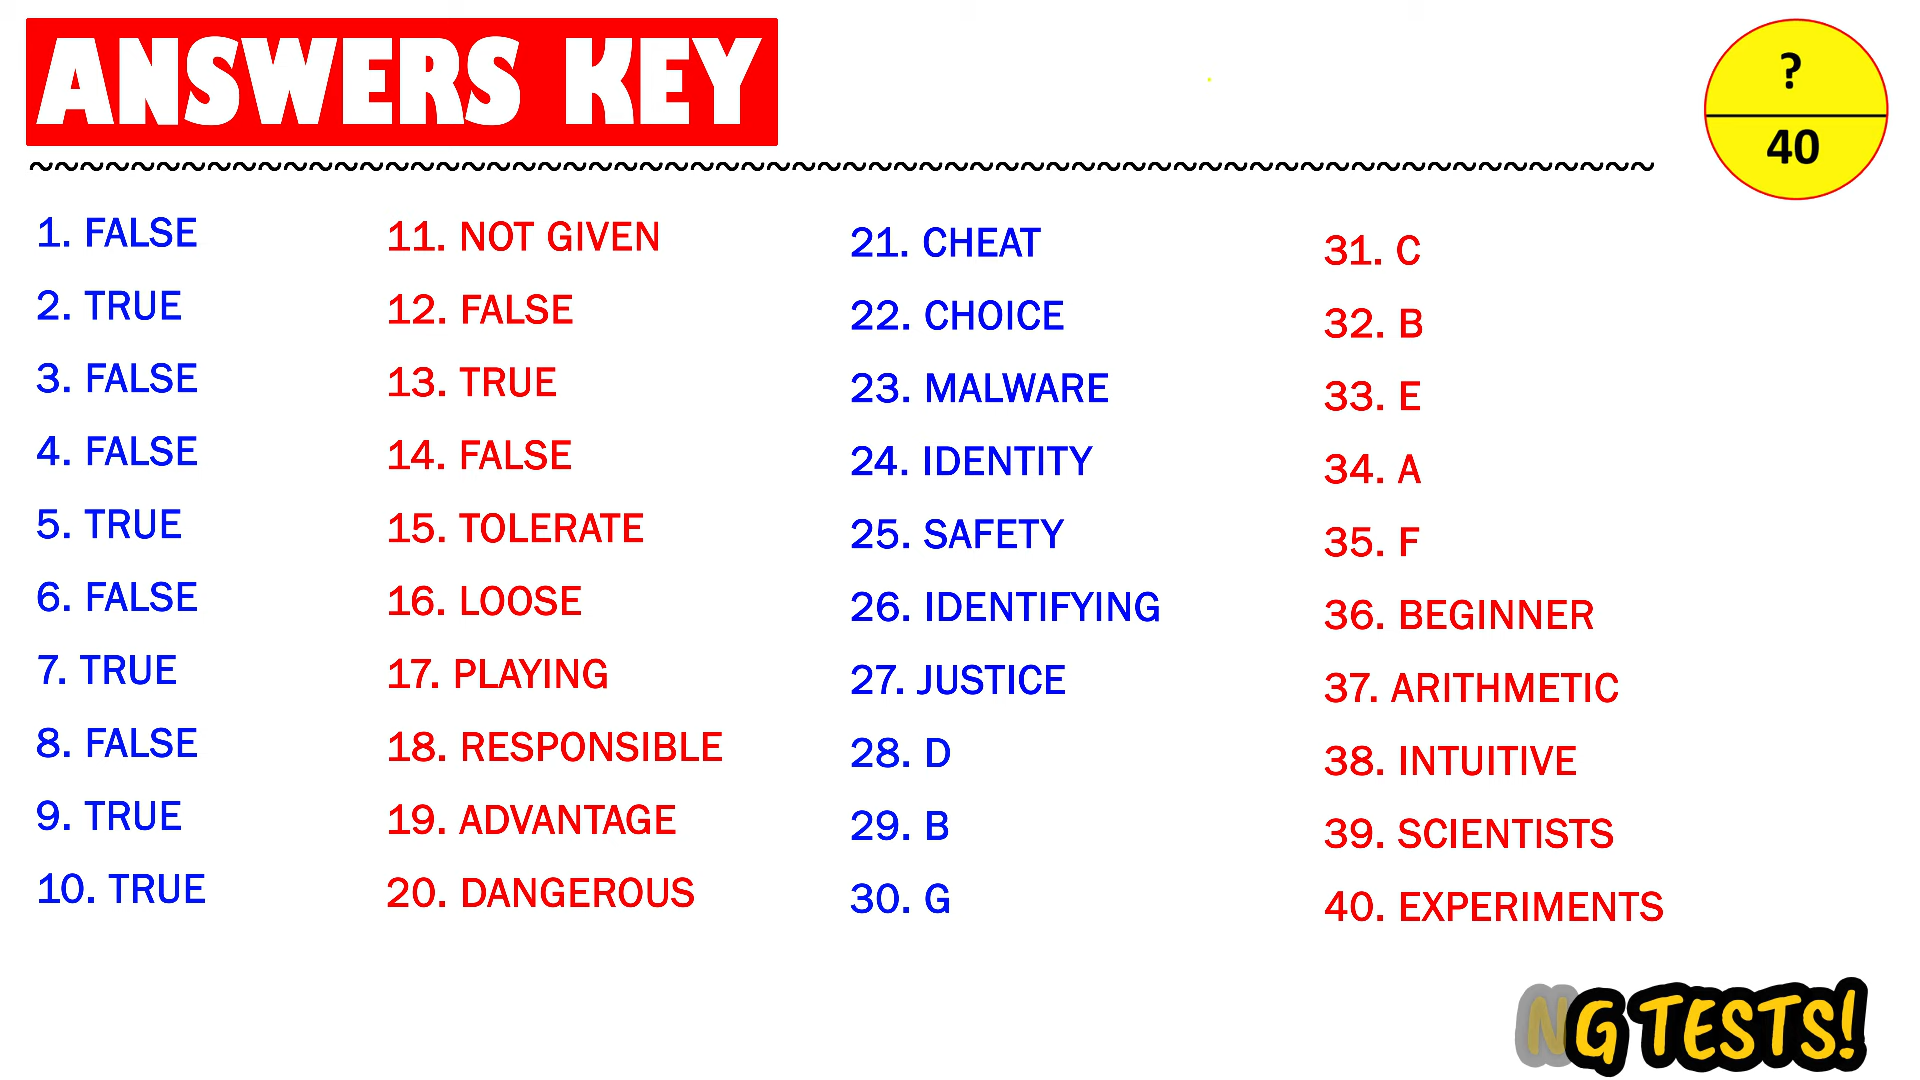 ANSWERS KEY
?
40
~~~~~~~~~~~~~~~~~~~~~~~~~~~~~~~~~~~~~~~~~~~~~~~~~~~~~~~~~~~~~~~~
1. FALSE
2. TRUE
3. FALSE
4. FALSE
5. TRUE
6. FALSE
7. TRUE
8. FALSE
9. TRUE
10. TRUE
11. NOT GIVEN
12. FALSE
13. TRUE
14. FALSE
15. TOLERATE
16. LOOSE
17. PLAYING
18. RESPONSIBLE
19. ADVANTAGE
20. DANGEROUS
21. CHEAT
22. CHOICE
23. MALWARE
24. IDENTITY
25. SAFETY
26. IDENTIFYING
27. JUSTICE
28. D
29. B
30. G
31. C
32. B
33. E
34. A
35. F
36. BEGINNER
37. ARITHMETIC
38. INTUITIVE
39. SCIENTISTS
40. EXPERIMENTS
NG TESTS!